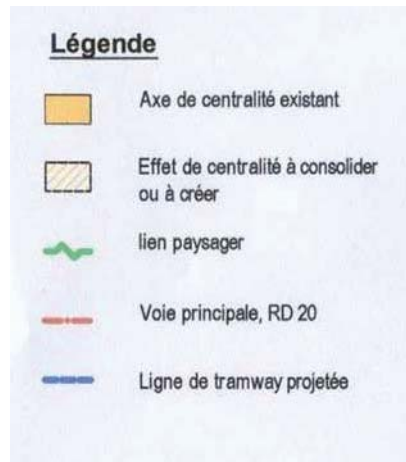 Légende
Axe de centralité existant
Effet de centralité à consolider
ou à créer
lien paysager
Voie principale, RD 20
Ligne de tramway projetée